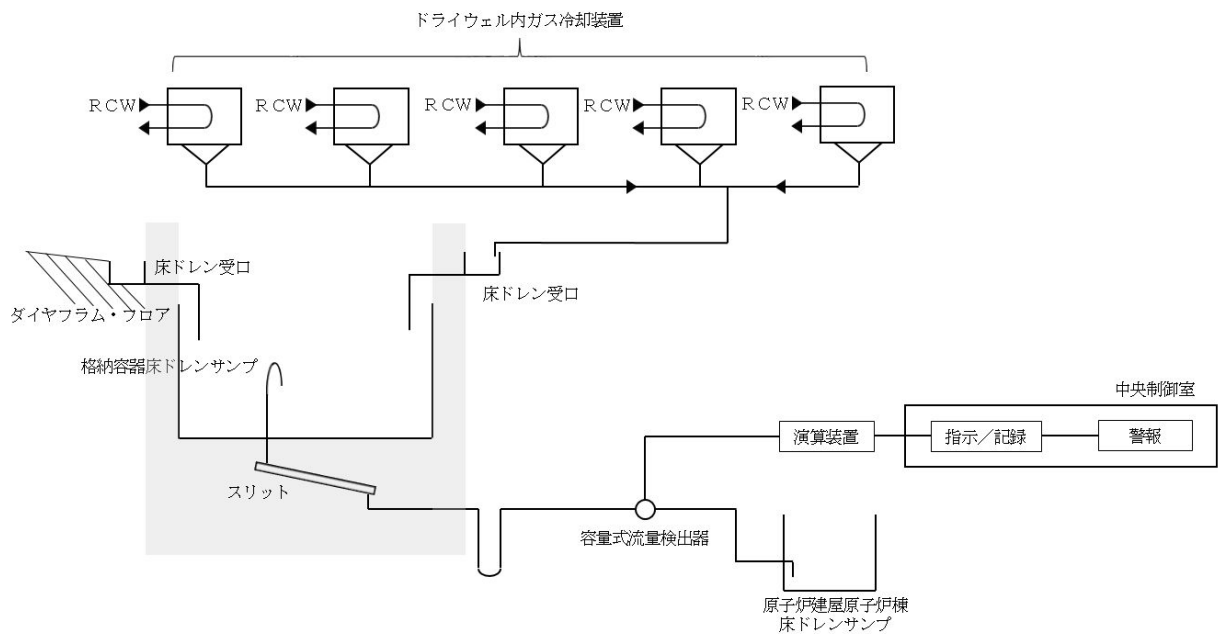 ドライウェル内ガス冷却装置
ＲＣＷ
ＲＣＷ
ＲＣＷ
ＲＣＷ
ＲＣＷ
床ドレン受口
床ドレン受口
ダイヤフラム・フロア
格納容器床ドレンサンプ
中央制御室
演算装置
指示／記録
警報
スリット
容量式流量検出器
原子炉建屋原子炉棟
床ドレンサンプ